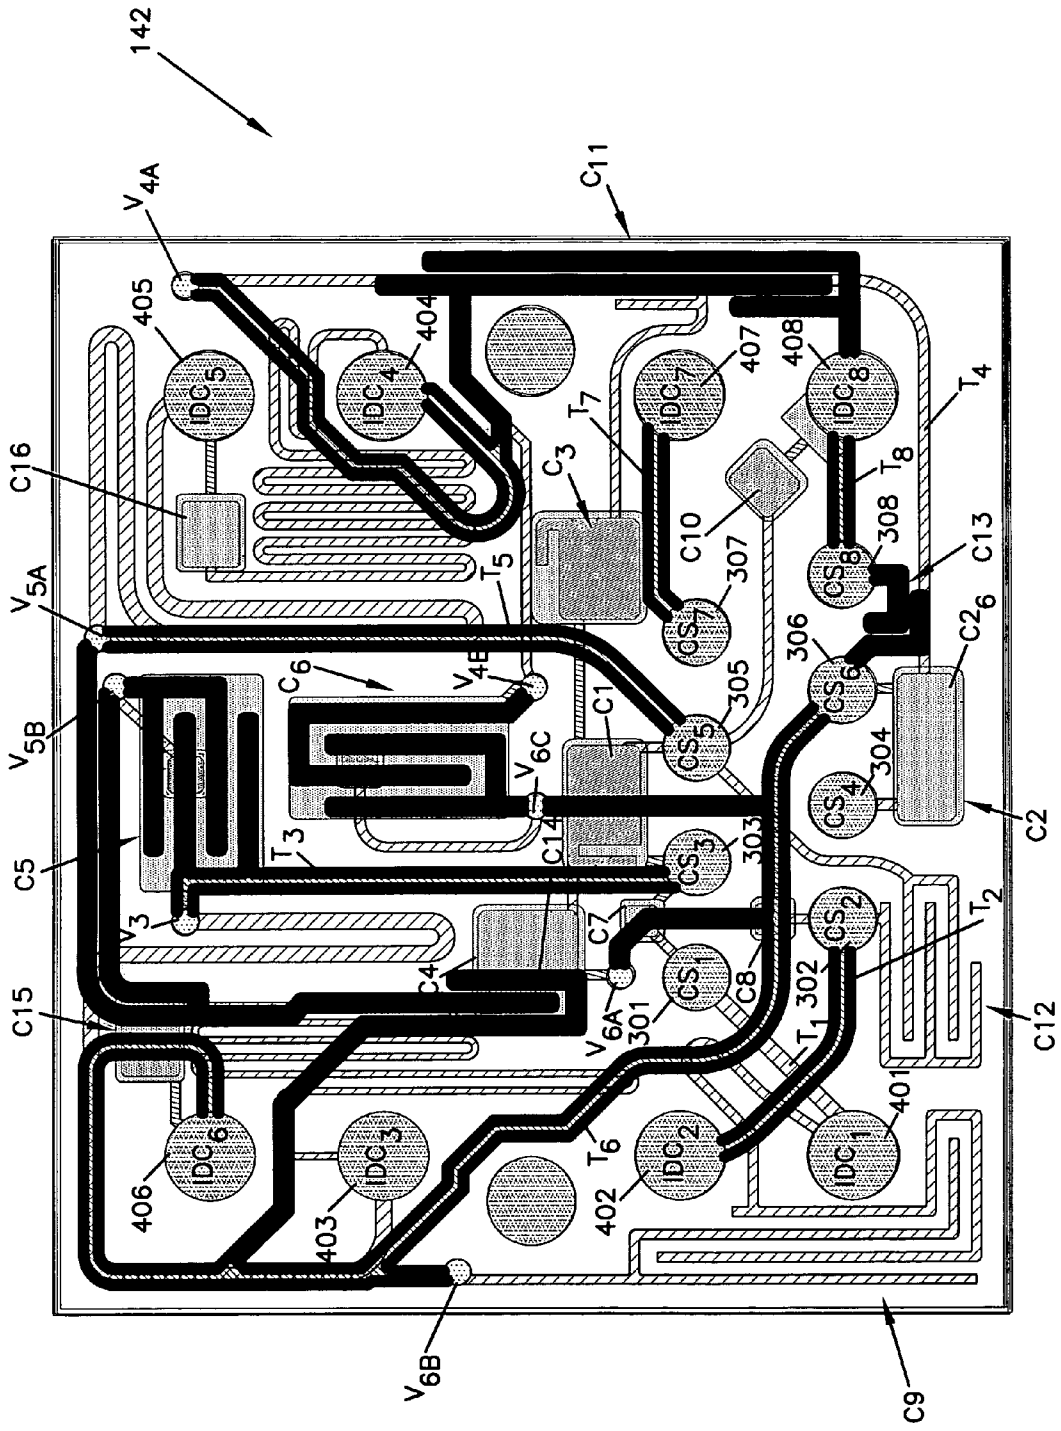 142
V4A
C11
405
404
407
408
IDC5
IDC4
IDC7
IDC8
T4
T7
T8
C16
C3
C10
308
C13
CS8
307
CS7
V5A
T5
306
CS6
C26
V4B
C6
305
CS5
C1
304
CS4
V5B
V6C
C2
C14
303
CS3
C5
T3
V3
C7
CS2
T2
C4
CS1
C8
302
C15
V6A
301
T1
C12
401
IDC6
IDC3
T6
IDC2
IDC1
406
403
402
V6B
C9